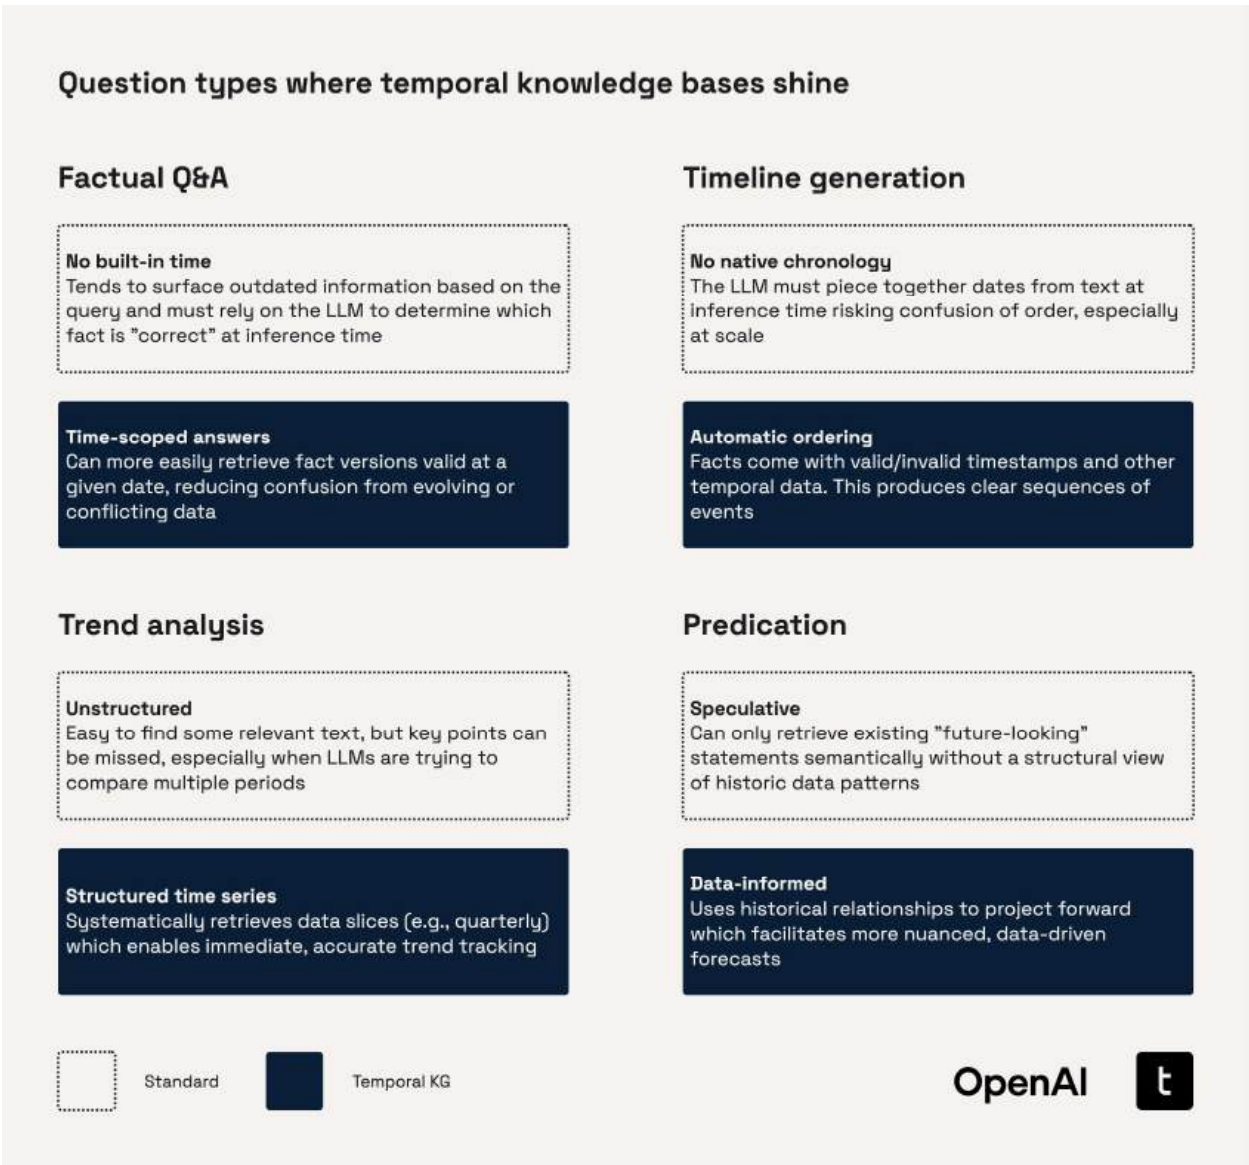 Question types where temporal knowledge bases shine
Factual Q&A
No built-in time
Tends to surface outdated information based on the
query and must rely on the LLM to determine which
fact is "correct" at inference time
Time-scoped answers
Can more easily retrieve fact versions valid at a
given date, reducing confusion from evolving or
conflicting data
Timeline generation
No native chronology
The LLM must piece together dates from text at
inference time risking confusion of order, especially
at scale
Automatic ordering
Facts come with valid/invalid timestamps and other
temporal data. This produces clear sequences of
events
Trend analysis
Unstructured
Easy to find some relevant text, but key points can
be missed, especially when LLMs are trying to
compare multiple periods
Structured time series
Systematically retrieves data slices (e.g., quarterly)
which enables immediate, accurate trend tracking
Predication
Speculative
Can only retrieve existing "future-looking"
statements semantically without a structural view
of historic data patterns
Data-informed
Uses historical relationships to project forward
which facilitates more nuanced, data-driven
forecasts
Standard
Temporal KG
OpenAI
t